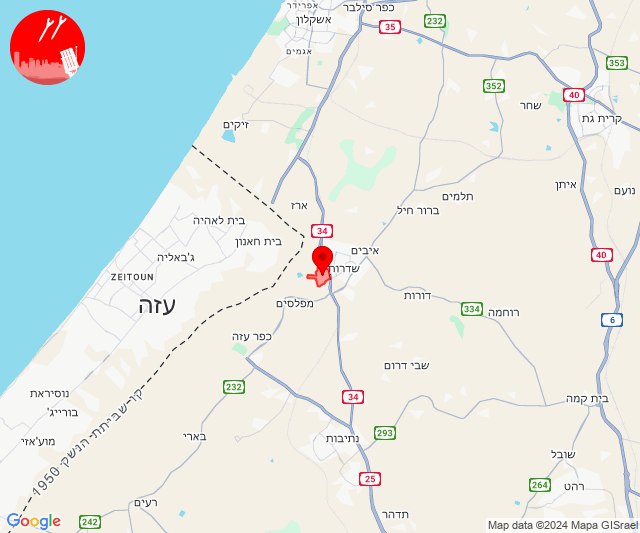 כפר סילבר
אפרידר
אשקלון
35
232
אגמים
353
352
40
שחר
קרית גת
זיקים
איתן
נועם
תלמים
ארז
ברור חיל
בית לאהיה
34
בית חאנון
איבים
40
ג'באליה
ZEITOUN
שדרות
עזה
מפלסים
דורות
334
רוחמה
6
כפר עזה
שבי דרום
232
נוסיראת
34
בית קמה
בורייג'
מוע'אזי
קו שביתת-הנשק 1950
בארי
נתיבות
293
שובל
25
264
רהט
רעים
תדהר
Google
242
Map data ©2024 Mapa GISrael